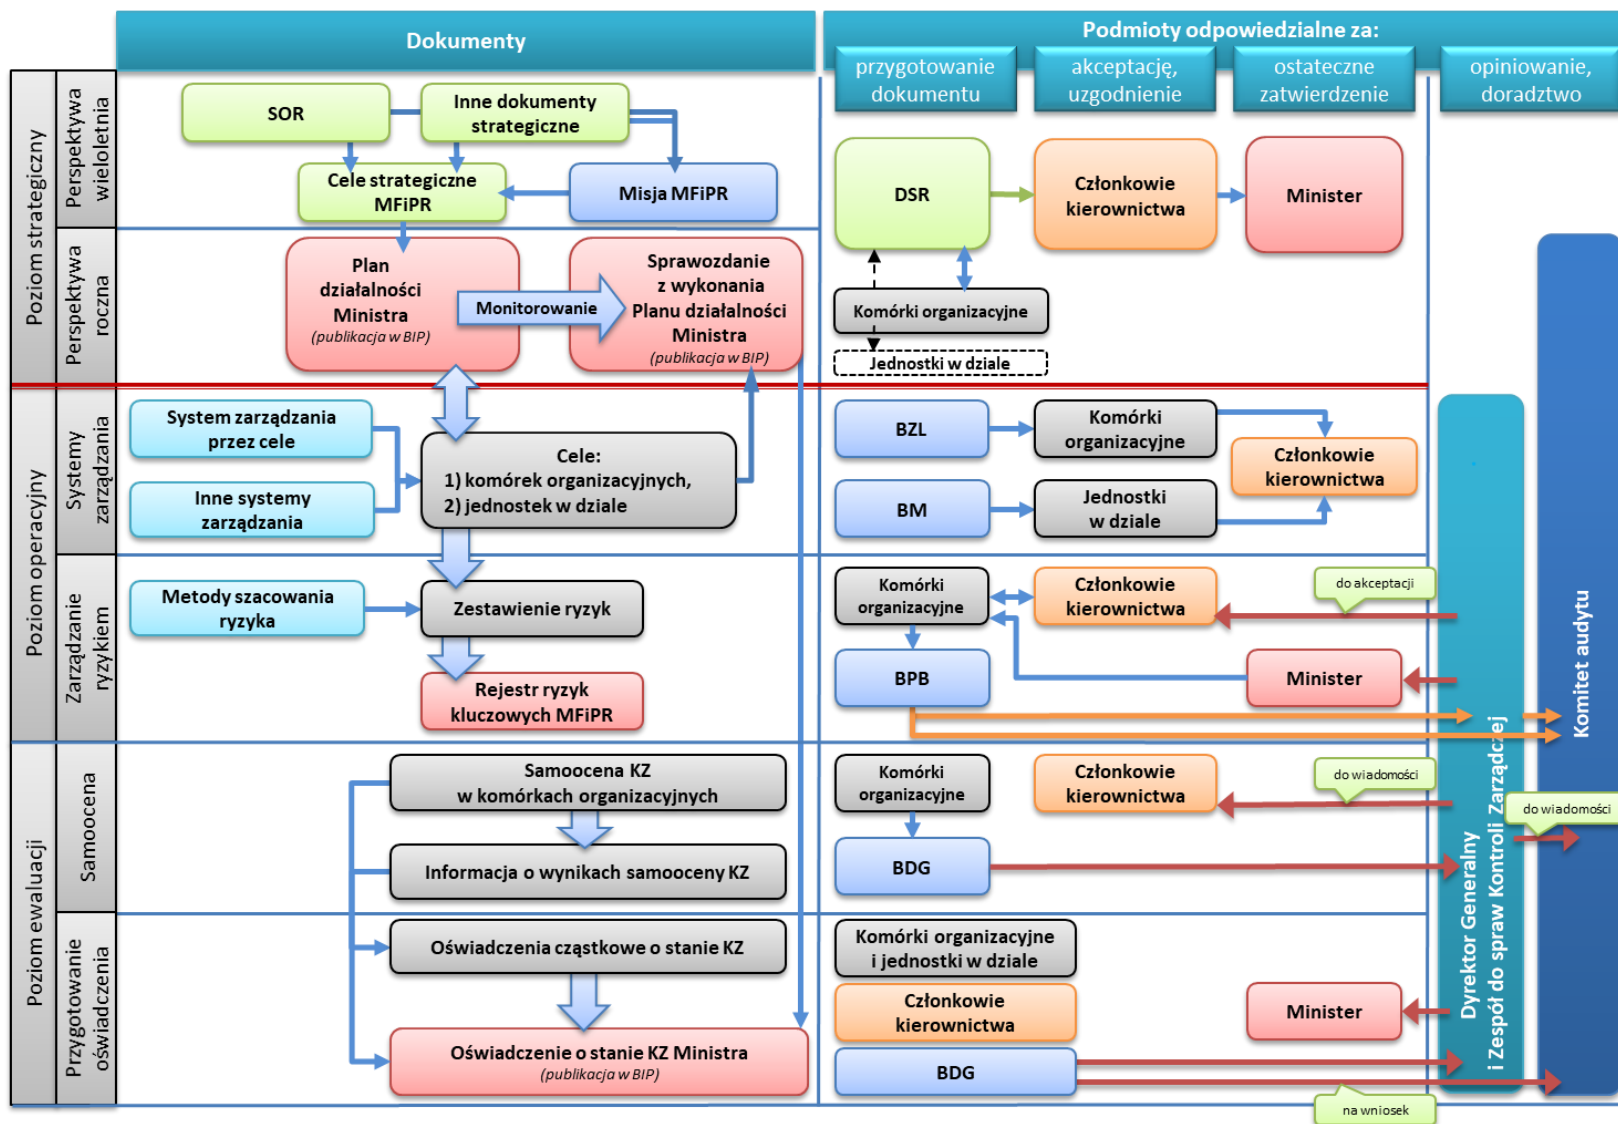 Dokumenty
Podmioty odpowiedzialne za:
przygotowanie
dokumentu
akceptację,
uzgodnienie
ostateczne
zatwierdzenie
opiniowanie,
doradztwo
Poziom strategiczny
Perspektywa
wieloletnia
SOR
Inne dokumenty
strategiczne
Cele strategiczne
MFiPR
Misja MFiPR
DSR
Członkowie
kierownictwa
Minister
Perspektywa
roczna
Plan
działalności
Ministra
(publikacja w BIP)
Monitorowanie
Sprawozdanie
z wykonania
Planu działalności
Ministra
(publikacja w BIP)
Komórki organizacyjne
Jednostki w dziale
Poziom operacyjny
Systemy
zarządzania
System zarządzania
przez cele
Inne systemy
zarządzania
Cele:
1) komórek organizacyjnych,
2) jednostek w dziale
BZL
Komórki
organizacyjne
Członkowie
kierownictwa
BM
Jednostki
w dziale
Zarządzanie
ryzykiem
Metody szacowania
ryzyka
Zestawienie ryzyk
Rejestr ryzyk
kluczowych MFiPR
Komórki
organizacyjne
Członkowie
kierownictwa
do akceptacji
BPB
Minister
Poziom ewaluacji
Samoocena
Samoocena KZ
w komórkach organizacyjnych
Informacja o wynikach samooceny KZ
Komórki
organizacyjne
Członkowie
kierownictwa
do wiadomości
do wiadomości
BDG
Przygotowanie
oświadczenia
Oświadczenia cząstkowe o stanie KZ
Oświadczenie o stanie KZ Ministra
(publikacja w BIP)
Komórki organizacyjne
i jednostki w dziale
Członkowie
kierownictwa
Minister
BDG
na wniosek
Dyrektor Generalny
i Zespół do spraw Kontroli Zarządczej
Komitet audytu